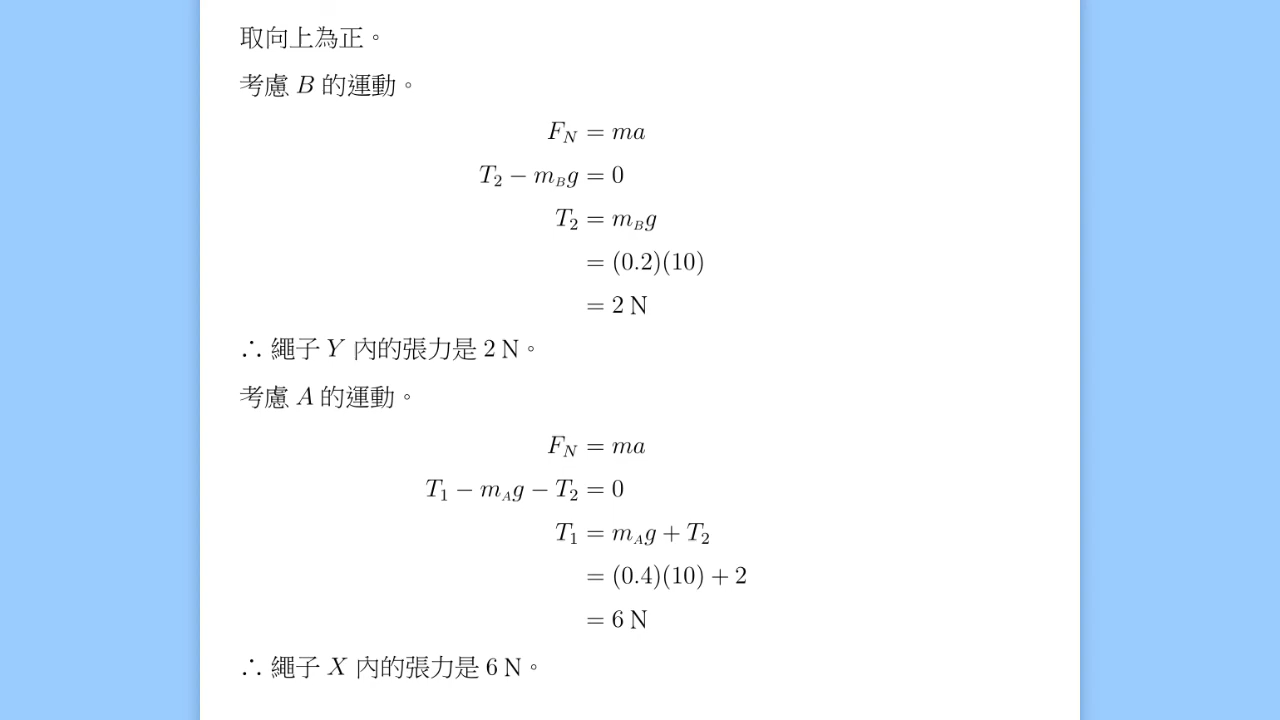 取向上為正。
考慮 B 的運動。
F_N = ma
T_2 − m_B g = 0
T_2 = m_B g
= (0.2)(10)
= 2 N
∴ 繩子 Y 內的張力是 2 N。
考慮 A 的運動。
F_N = ma
T_1 − m_A g − T_2 = 0
T_1 = m_A g + T_2
= (0.4)(10) + 2
= 6 N
∴ 繩子 X 內的張力是 6 N。